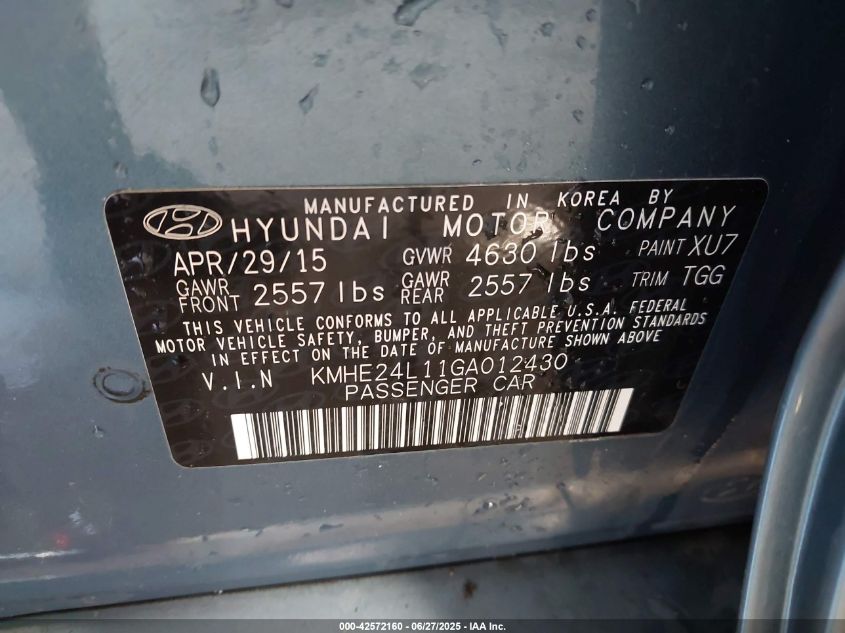 MANUFACTURED IN KOREA BY
HYUNDAI MOTOR COMPANY
APR/29/15 GVWR 4630 lbs PAINT XU7
GAWR FRONT 2557 lbs GAWR REAR 2557 lbs TRIM TGG
THIS VEHICLE CONFORMS TO ALL APPLICABLE U.S.A. FEDERAL
MOTOR VEHICLE SAFETY, BUMPER, AND THEFT PREVENTION STANDARDS
IN EFFECT ON THE DATE OF MANUFACTURE SHOWN ABOVE
V.I.N KMHE24L11GA012430
PASSENGER CAR
000-42572160 - 06/27/2025 - IAA Inc.